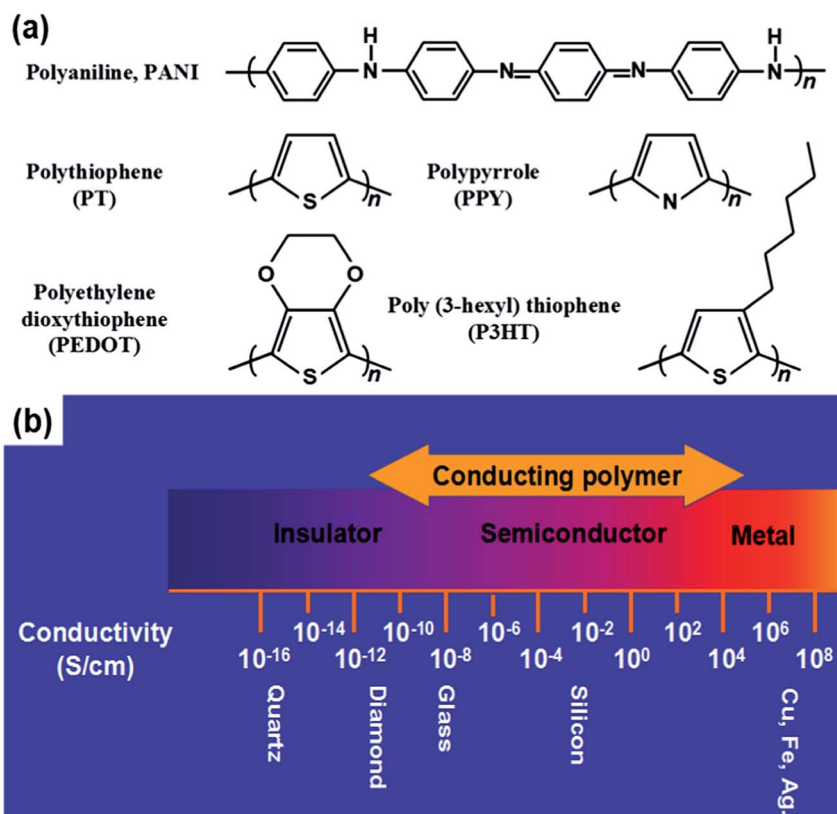 (a)
Polyaniline, PANI
H
N
N
N
H
N
n
Polythiophene
(PT)
S
n
Polypyrrole
(PPY)
N
n
Polyethylene
dioxythiophene
(PEDOT)
O
O
S
n
Poly (3-hexyl) thiophene
(P3HT)
S
n
(b)
Conducting polymer
Insulator
Semiconductor
Metal
Conductivity
(S/cm)
10⁻¹⁶
10⁻¹⁴
10⁻¹²
10⁻¹⁰
10⁻⁸
10⁻⁶
10⁻⁴
10⁻²
10⁰
10²
10⁴
10⁶
10⁸
Quartz
Diamond
Glass
Silicon
Cu, Fe, Ag.